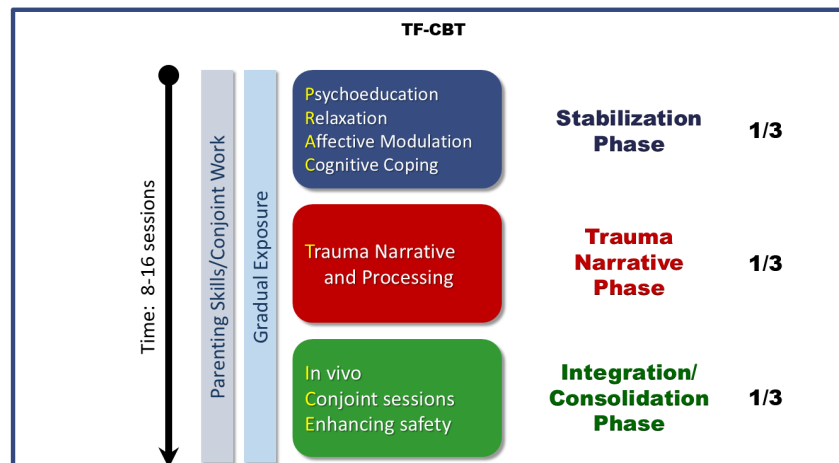 TF-CBT
Time: 8-16 sessions
Parenting Skills/Conjoint Work
Gradual Exposure
Psychoeducation
Relaxation
Affective Modulation
Cognitive Coping
Stabilization
Phase
1/3
Trauma Narrative
and Processing
Trauma
Narrative
Phase
1/3
In vivo
Conjoint sessions
Enhancing safety
Integration/
Consolidation
Phase
1/3